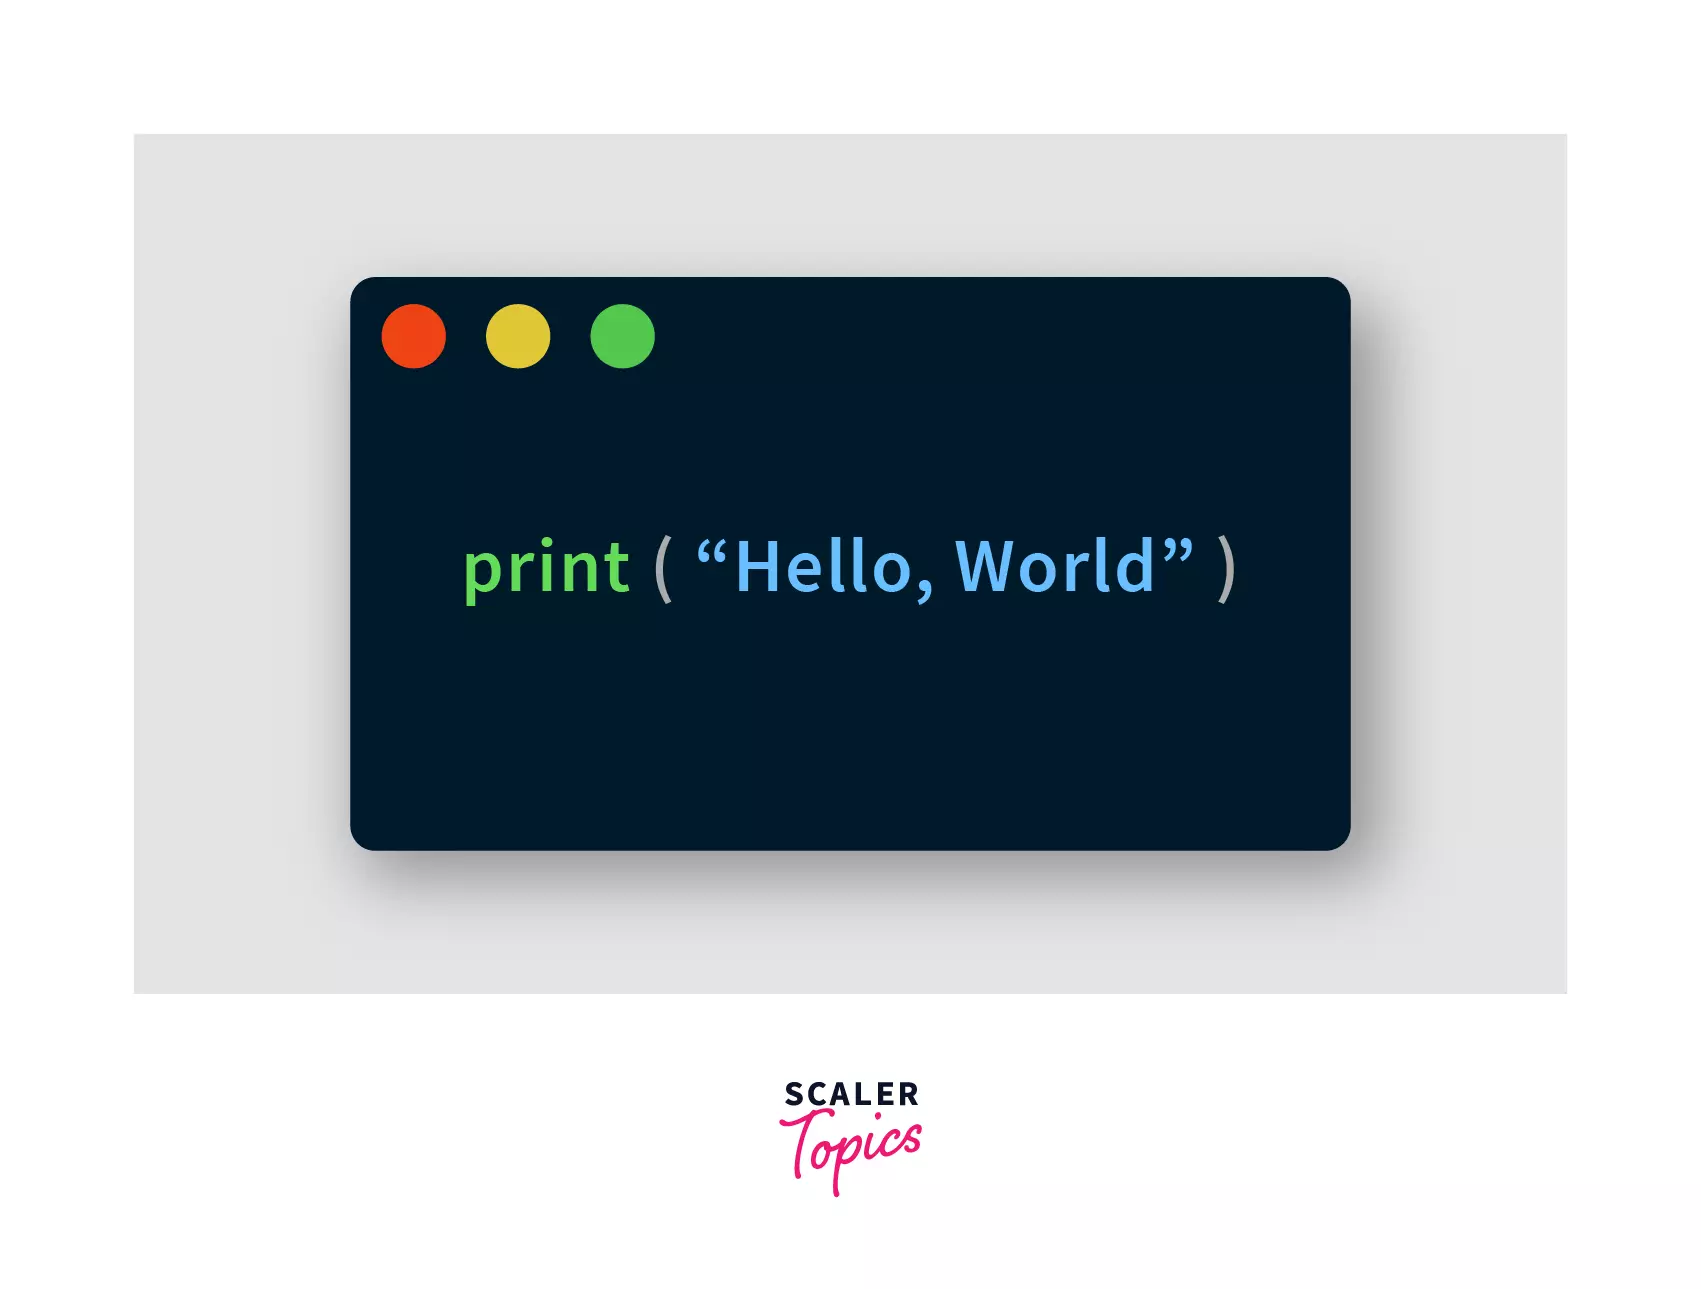 print ( “Hello, World” )
SCALER
Topics